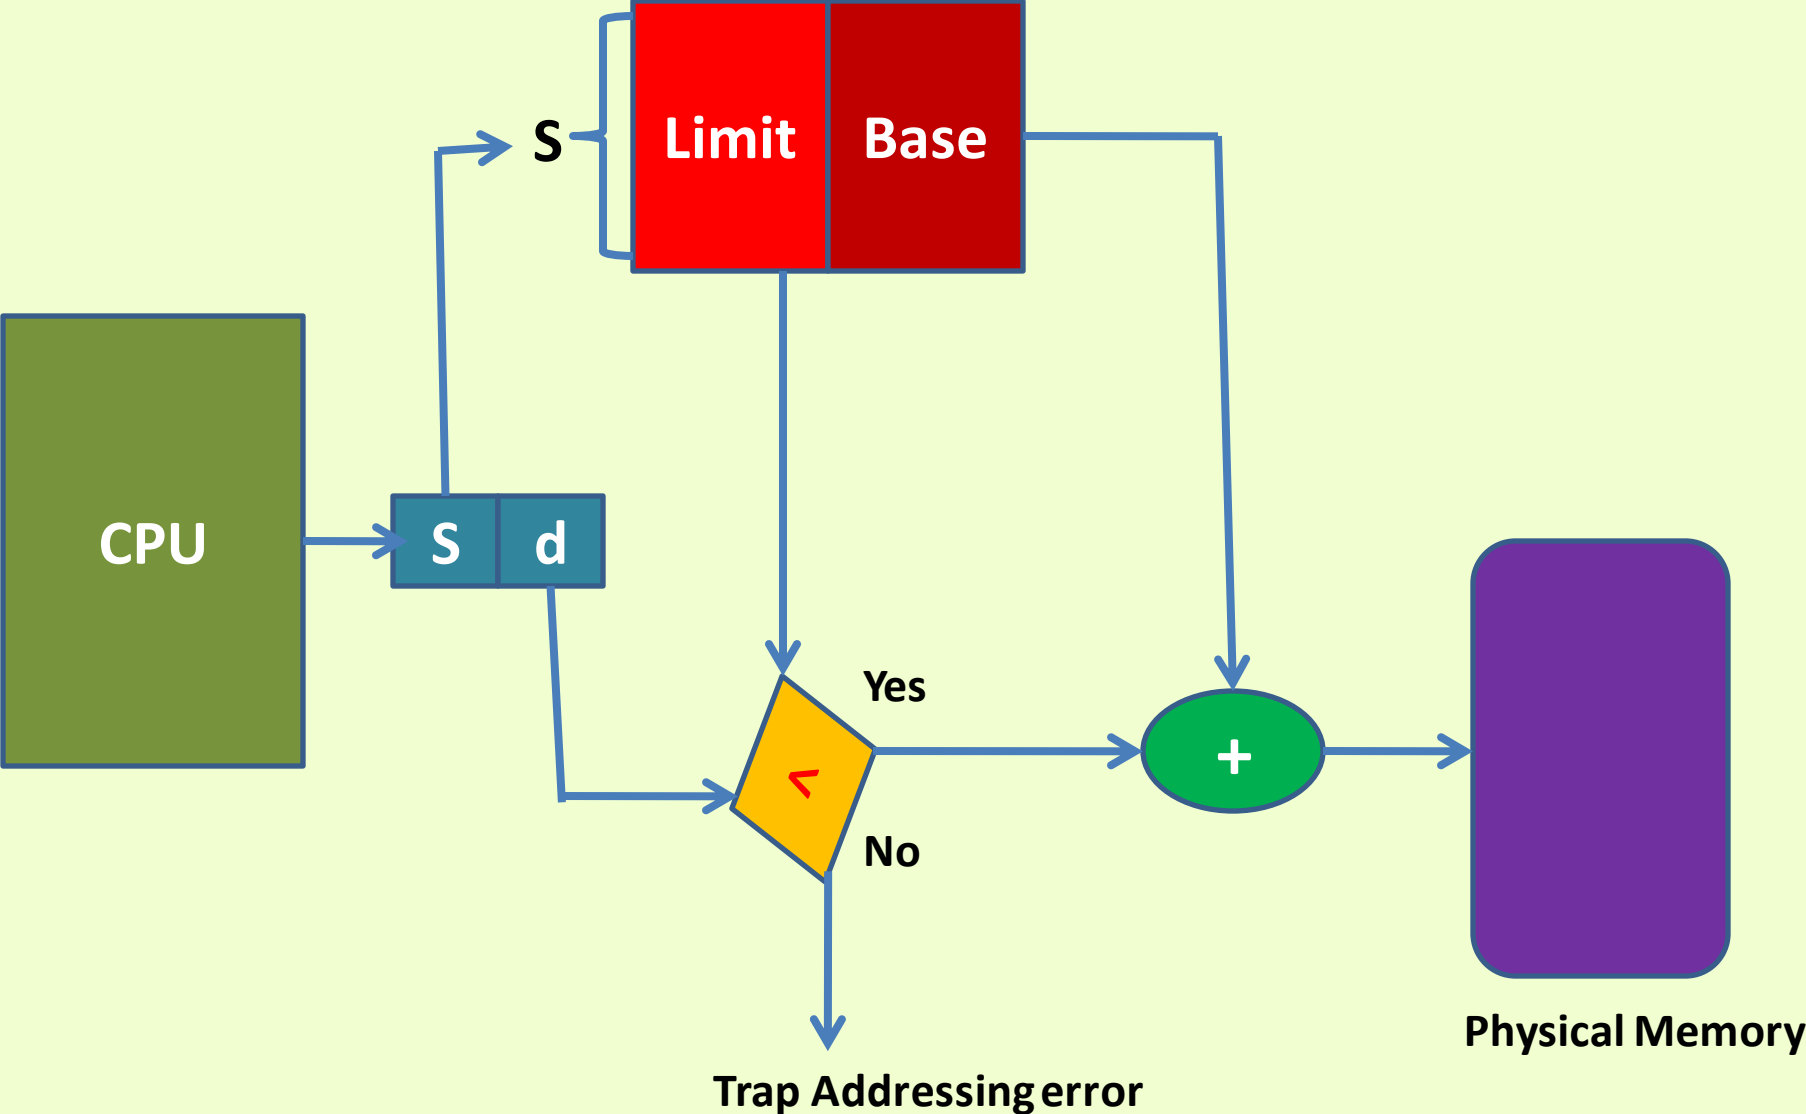 S
Limit
Base
CPU
S
d
Yes
<
+
No
Physical Memory
Trap Addressing error